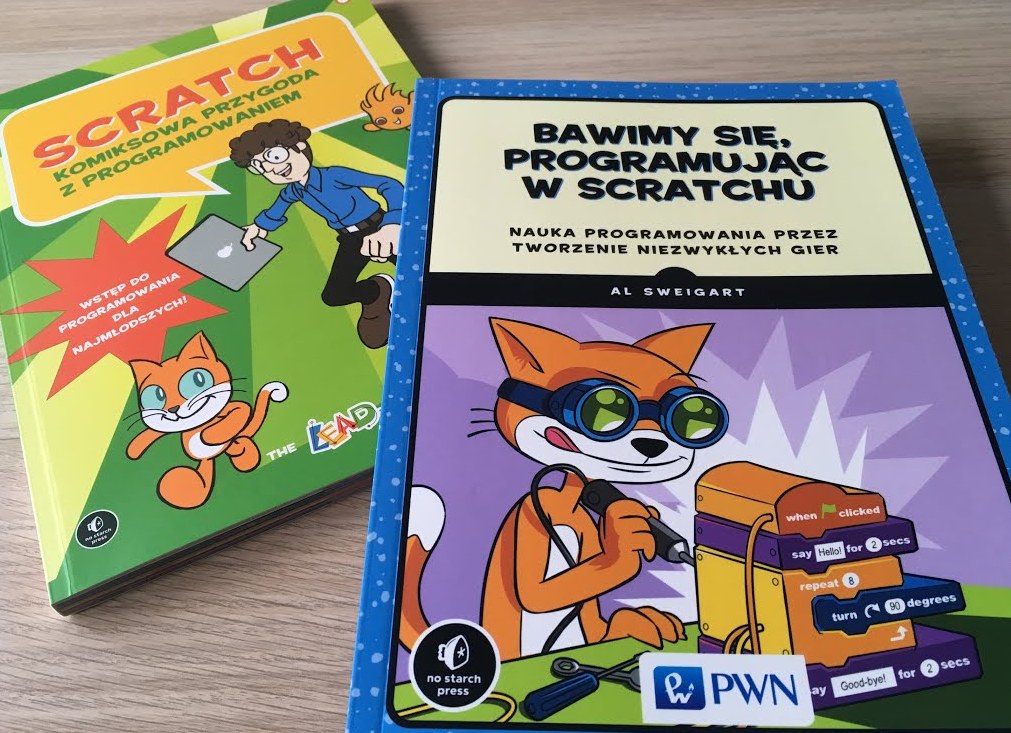 SCRATCH
KOMIKSOWA PRZYGODA
Z PROGRAMOWANIEM
WSTĘP DO
PROGRAMOWANIA
DLA
NAJMŁODSZYCH!
THE LEAD
no starch
press
BAWIMY SIĘ,
PROGRAMUJĄC
W SCRATCHU
NAUKA PROGRAMOWANIA PRZEZ
TWORZENIE NIEZWYKŁYCH GIER
AL SWEIGART
when clicked
say Hello! for 2 secs
repeat 8
turn 90 degrees
say Good-bye! for 2 secs
no starch
press
PWN